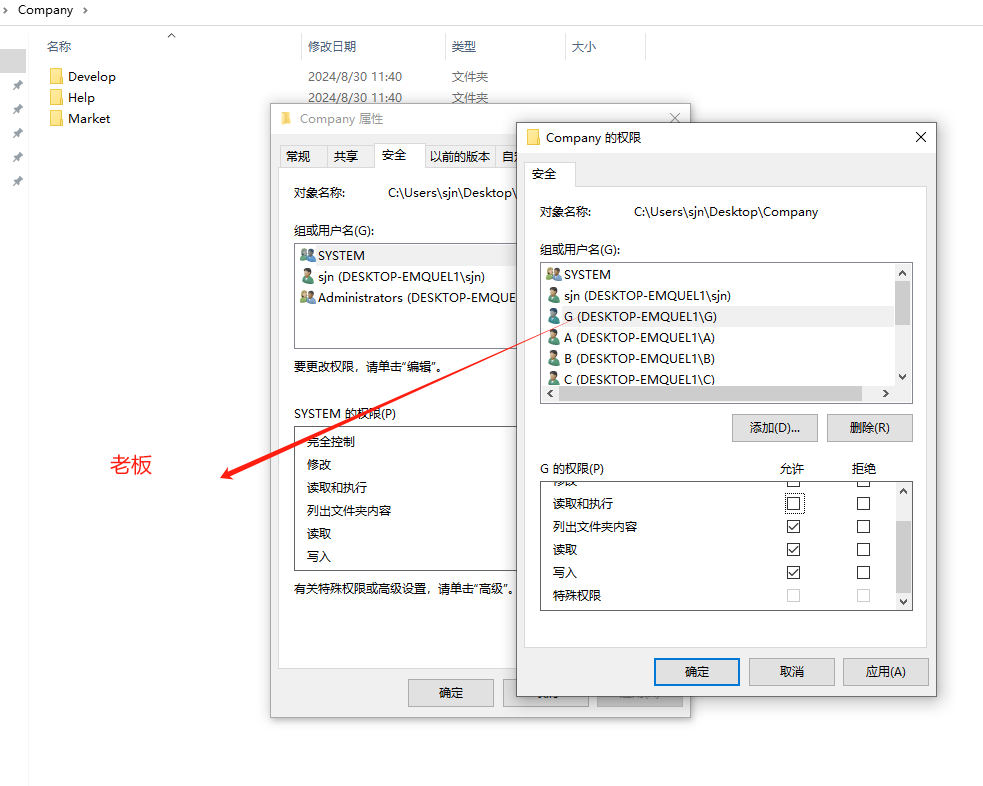 Company
名称
修改日期
类型
大小
Develop
2024/8/30 11:40
文件夹
Help
2024/8/30 11:40
文件夹
Market
Company 属性
常规
共享
安全
以前的版本
对象名称:
C:\Users\sjn\Desktop\
组或用户名(G):
SYSTEM
sjn (DESKTOP-EMQUEL1\sjn)
Administrators (DESKTOP-EMQUE
要更改权限，请单击"编辑"。
SYSTEM 的权限(P)
完全控制
修改
读取和执行
列出文件夹内容
读取
写入
有关特殊权限或高级设置，请单击"高级"。
确定
Company 的权限
安全
对象名称:
C:\Users\sjn\Desktop\Company
组或用户名(G):
SYSTEM
sjn (DESKTOP-EMQUEL1\sjn)
G (DESKTOP-EMQUEL1\G)
A (DESKTOP-EMQUEL1\A)
B (DESKTOP-EMQUEL1\B)
C (DESKTOP-EMQUEL1\C)
添加(D)...
删除(R)
G 的权限(P)
允许
拒绝
修改
读取和执行
列出文件夹内容
读取
写入
特殊权限
确定
取消
应用(A)
老板